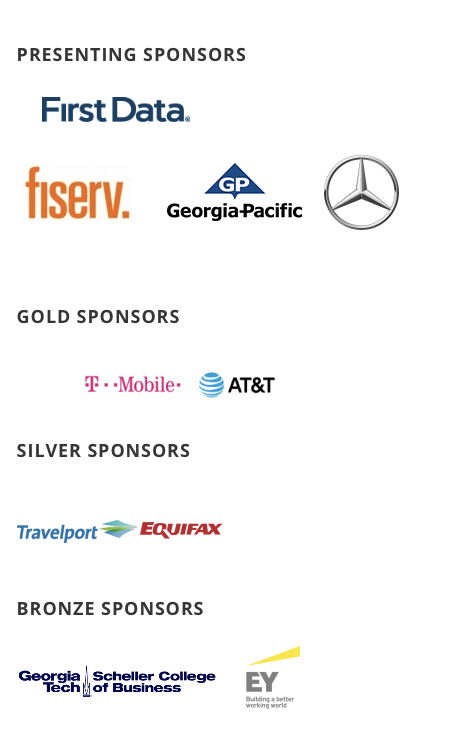 PRESENTING SPONSORS
First Data®
fiserv.
GP
Georgia-Pacific
GOLD SPONSORS
T · · Mobile ·
AT&T
SILVER SPONSORS
Travelport
EQUIFAX
BRONZE SPONSORS
Georgia Tech
Scheller College of Business
EY
Building a better
working world